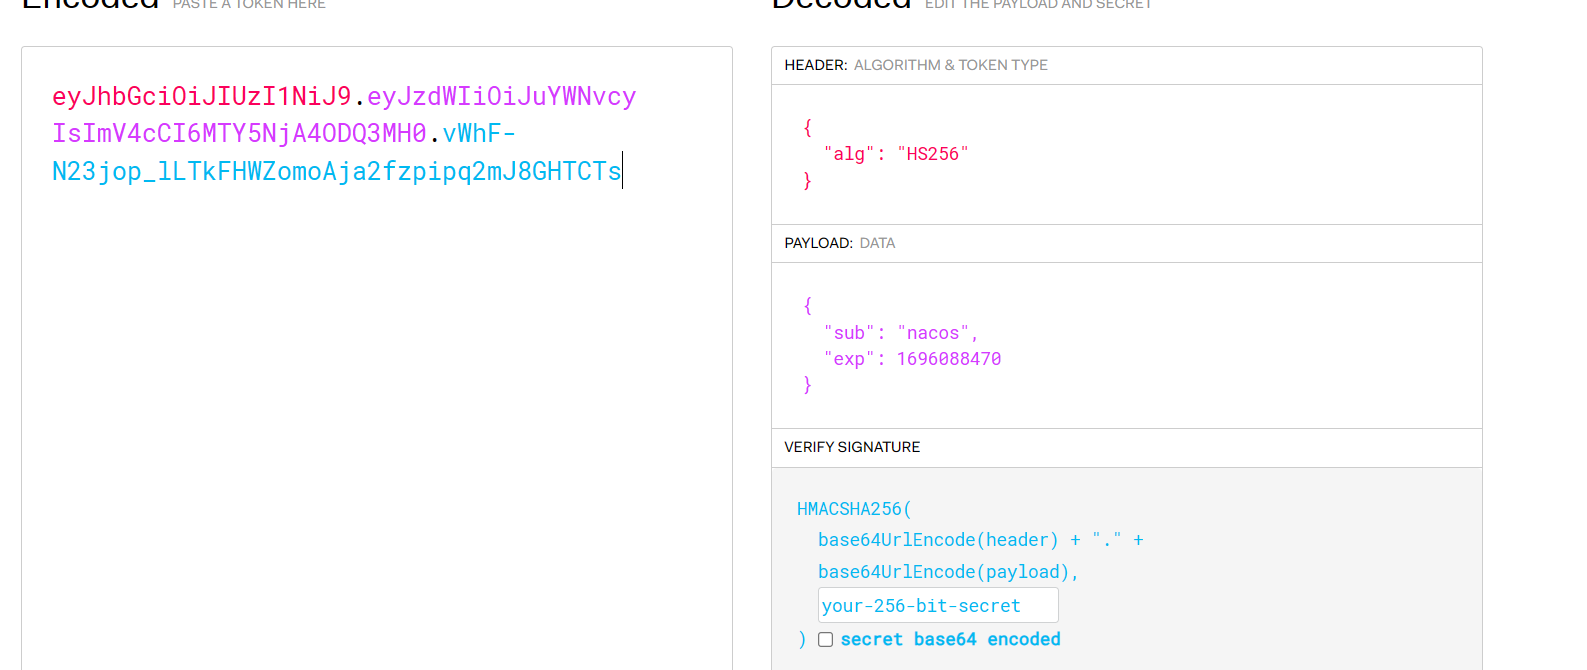 Encoded PASTE A TOKEN HERE
Decoded EDIT THE PAYLOAD AND SECRET
eyJhbGciOiJIUzI1NiJ9.eyJzdWIiOiJuYWNvcy
IsImV4cCI6MTY5NjA4ODQ3MH0.vWhF-
N23jop_lLTkFHWZomoAja2fzpipq2mJ8GHTCTs
HEADER: ALGORITHM & TOKEN TYPE
{
"alg": "HS256"
}
PAYLOAD: DATA
{
"sub": "nacos",
"exp": 1696088470
}
VERIFY SIGNATURE
HMACSHA256(
base64UrlEncode(header) + "." +
base64UrlEncode(payload),
your-256-bit-secret
) secret base64 encoded